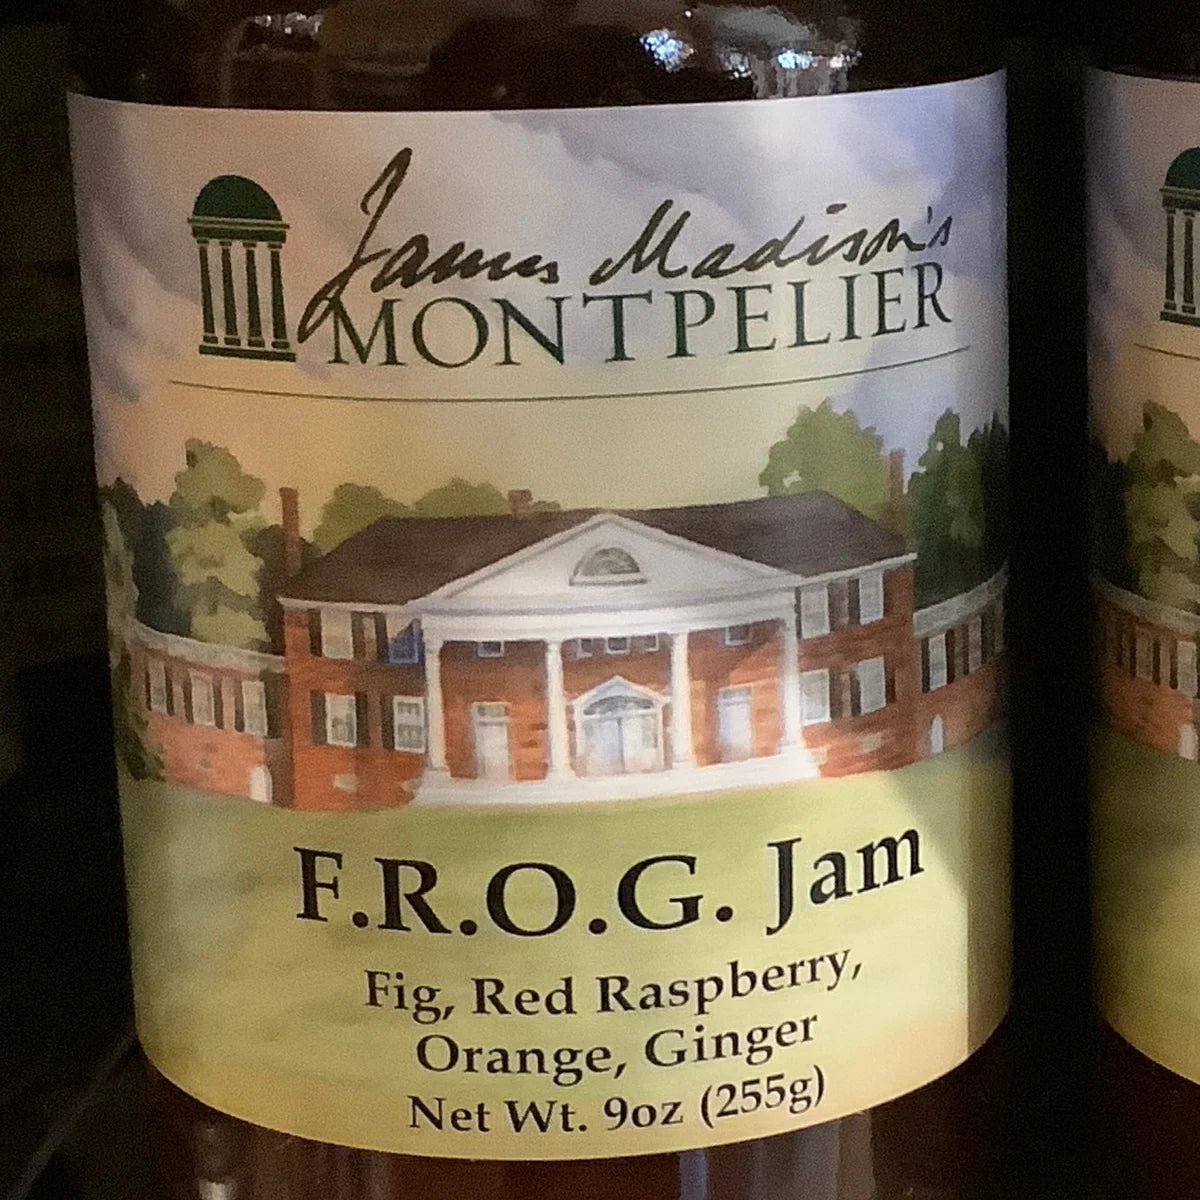 James Madison's
MONTPELIER
F.R.O.G. Jam
Fig, Red Raspberry,
Orange, Ginger
Net Wt. 9oz (255g)